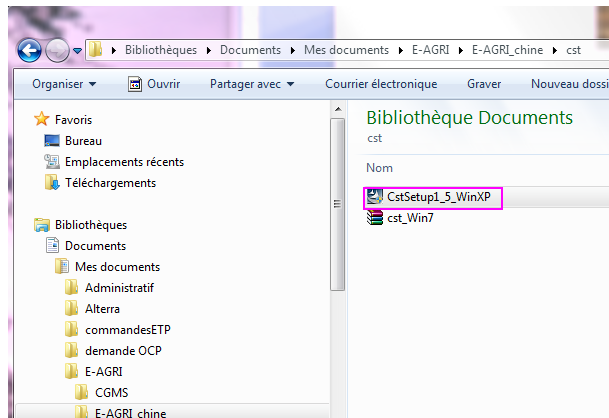 Bibliothèques Documents Mes documents E-AGRI E-AGRI_chine cst
Organiser Ouvrir Partager avec Courrier électronique Graver Nouveau dossi
Favoris
Bureau
Emplacements récents
Téléchargements
Bibliothèques
Documents
Mes documents
Administratif
Alterra
commandesETP
demande OCP
E-AGRI
CGMS
E-AGRI_chine
Bibliothèque Documents
cst
Nom
CstSetup1_5_WinXP
cst_Win7